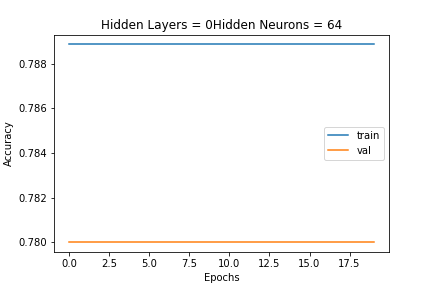 Hidden Layers = 0Hidden Neurons = 64
Accuracy
0.788
0.786
0.784
0.782
0.780
train
val
0.0 2.5 5.0 7.5 10.0 12.5 15.0 17.5
Epochs